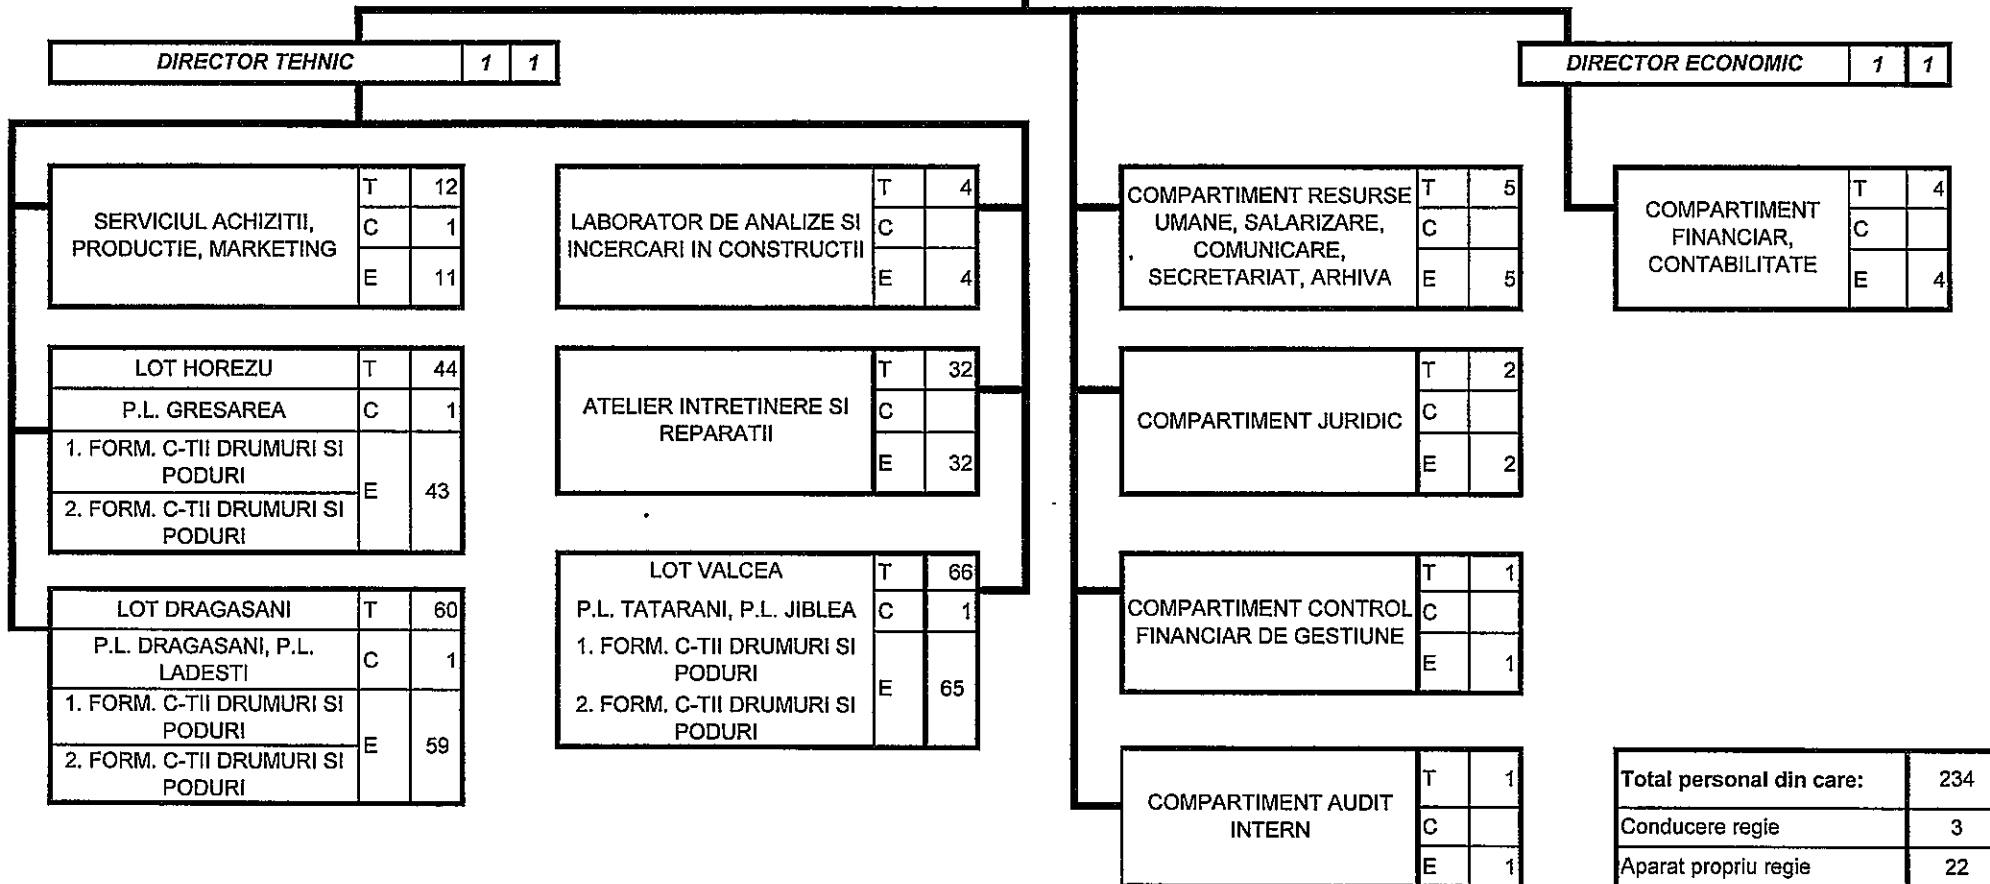 DIRECTOR TEHNIC 1 1
DIRECTOR ECONOMIC 1 1
SERVICIUL ACHIZITII,
PRODUCTIE, MARKETING
T 12
C 1
E 11
LABORATOR DE ANALIZE SI
INCERCARI IN CONSTRUCTII
T 4
C
E 4
COMPARTIMENT RESURSE
UMANE, SALARIZARE,
COMUNICARE,
SECRETARIAT, ARHIVA
T 5
C
E 5
COMPARTIMENT
FINANCIAR,
CONTABILITATE
T 4
C
E 4
LOT HOREZU T 44
P.L. GRESAREA C 1
1. FORM. C-TII DRUMURI SI
PODURI
2. FORM. C-TII DRUMURI SI
PODURI
E 43
ATELIER INTRETINERE SI
REPARATII
T 32
C
E 32
COMPARTIMENT JURIDIC
T 2
C
E 2
LOT DRAGASANI T 60
P.L. DRAGASANI, P.L.
LADESTI
C 1
1. FORM. C-TII DRUMURI SI
PODURI
2. FORM. C-TII DRUMURI SI
PODURI
E 59
LOT VALCEA T 66
P.L. TATARANI, P.L. JIBLEA C 1
1. FORM. C-TII DRUMURI SI
PODURI
2. FORM. C-TII DRUMURI SI
PODURI
E 65
COMPARTIMENT CONTROL
FINANCIAR DE GESTIUNE
T 1
C
E 1
COMPARTIMENT AUDIT
INTERN
T 1
C
E 1
Total personal din care: 234
Conducere regie 3
Aparat propriu regie 22